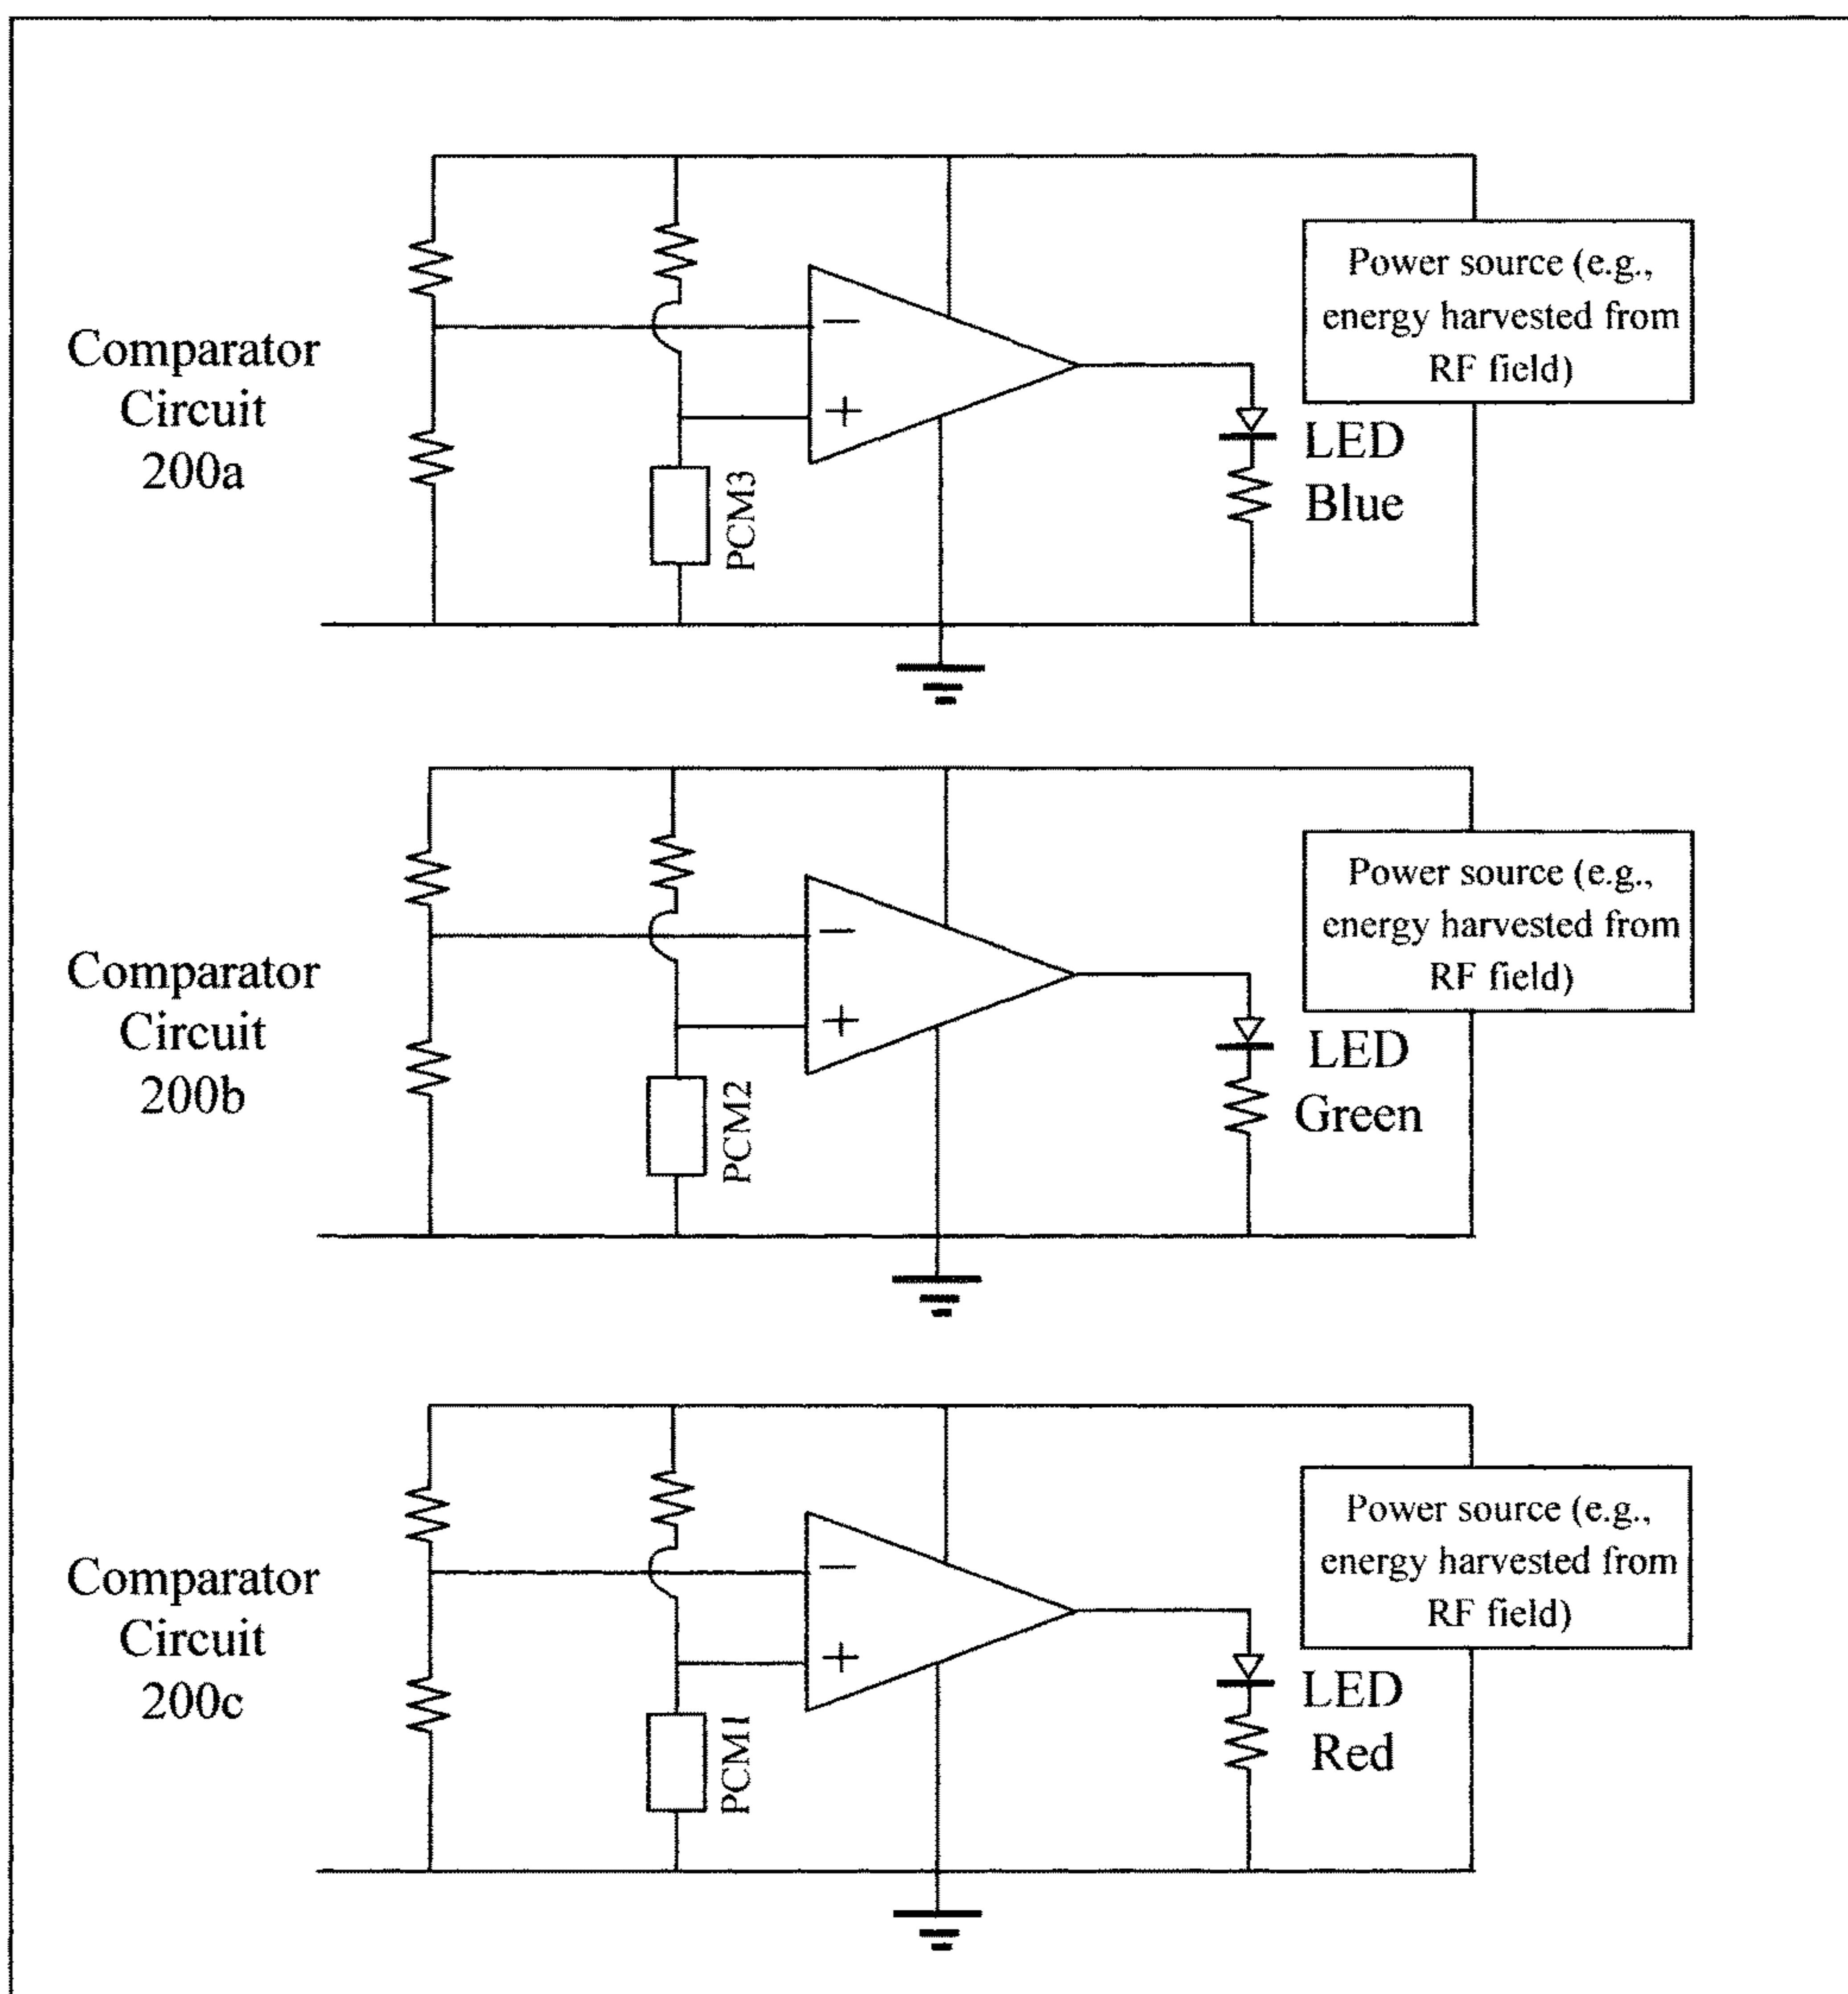 Comparator
Circuit
200a
−
+
PCM3
LED
Blue
Power source (e.g.,
energy harvested from
RF field)
Comparator
Circuit
200b
−
+
PCM2
LED
Green
Power source (e.g.,
energy harvested from
RF field)
Comparator
Circuit
200c
−
+
PCM1
LED
Red
Power source (e.g.,
energy harvested from
RF field)